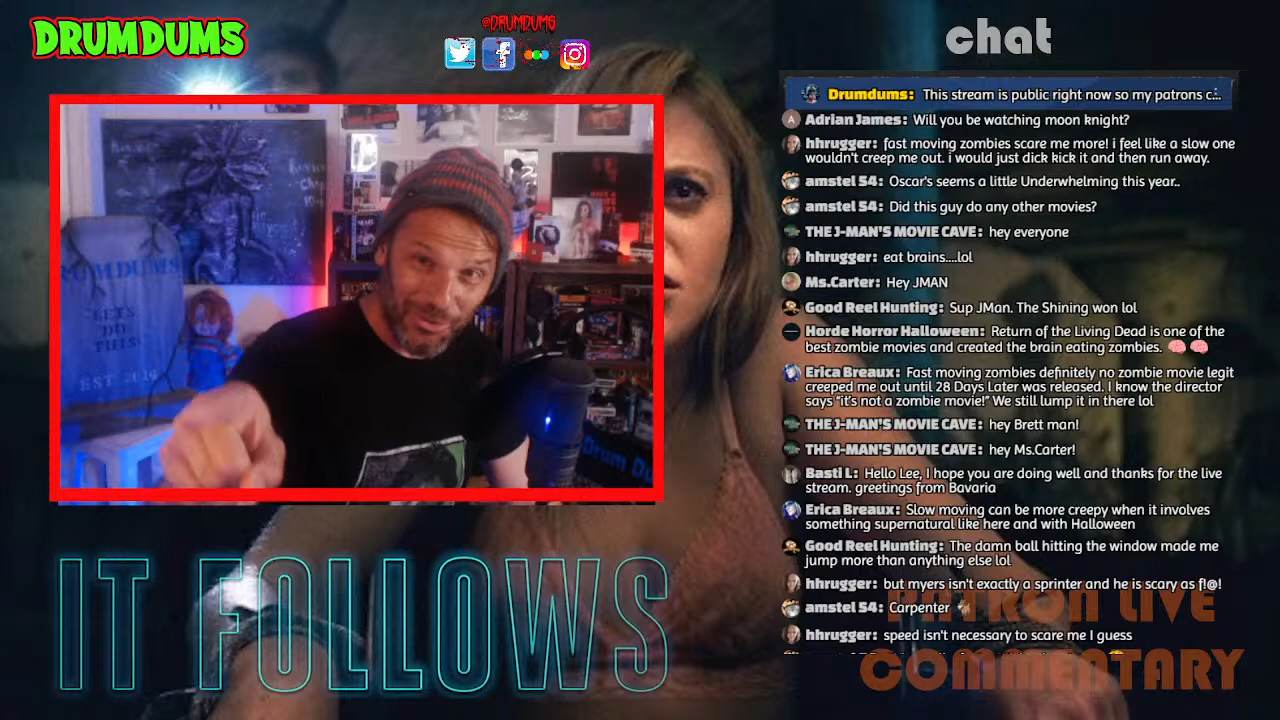 DRUMDUMS
@DRUMDUMS
chat
Drumdums: This stream is public right now so my patrons c...
Adrian James: Will you be watching moon knight?
hhrugger: fast moving zombies scare me more! i feel like a slow one
wouldn't creep me out. i would just dick kick it and then run away.
amstel 54: Oscar's seems a little Underwhelming this year..
amstel 54: Did this guy do any other movies?
THE J-MAN'S MOVIE CAVE: hey everyone
hhrugger: eat brains....lol
Ms.Carter: Hey JMAN
Good Reel Hunting: Sup JMan. The Shining won lol
Horde Horror Halloween: Return of the Living Dead is one of the
best zombie movies and created the brain eating zombies. 🧠 🧠
Erica Breaux: Fast moving zombies definitely no zombie movie legit
creeped me out until 28 Days Later was released. I know the director
says "it's not a zombie movie!" We still lump it in there lol
THE J-MAN'S MOVIE CAVE: hey Brett man!
THE J-MAN'S MOVIE CAVE: hey Ms.Carter!
Basti L: Hello Lee, I hope you are doing well and thanks for the live
stream. greetings from Bavaria
Erica Breaux: Slow moving can be more creepy when it involves
something supernatural like here and with Halloween
Good Reel Hunting: The damn ball hitting the window made me
jump more than anything else lol
hhrugger: but myers isn't exactly a sprinter and he is scary as f!@!
amstel 54: Carpenter
hhrugger: speed isn't necessary to scare me I guess
DRUMDUMS
LET'S
DO
THIS!
EST 2014
IT FOLLOWS
PATRON LIVE
COMMENTARY